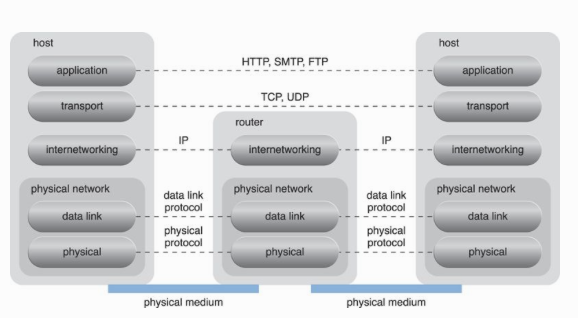 host
host
application
HTTP, SMTP, FTP
application
transport
TCP, UDP
transport
router
internetworking
IP
internetworking
IP
internetworking
physical network
physical network
physical network
data link
data link
protocol
data link
data link
protocol
data link
physical
physical
protocol
physical
physical
protocol
physical
physical medium
physical medium